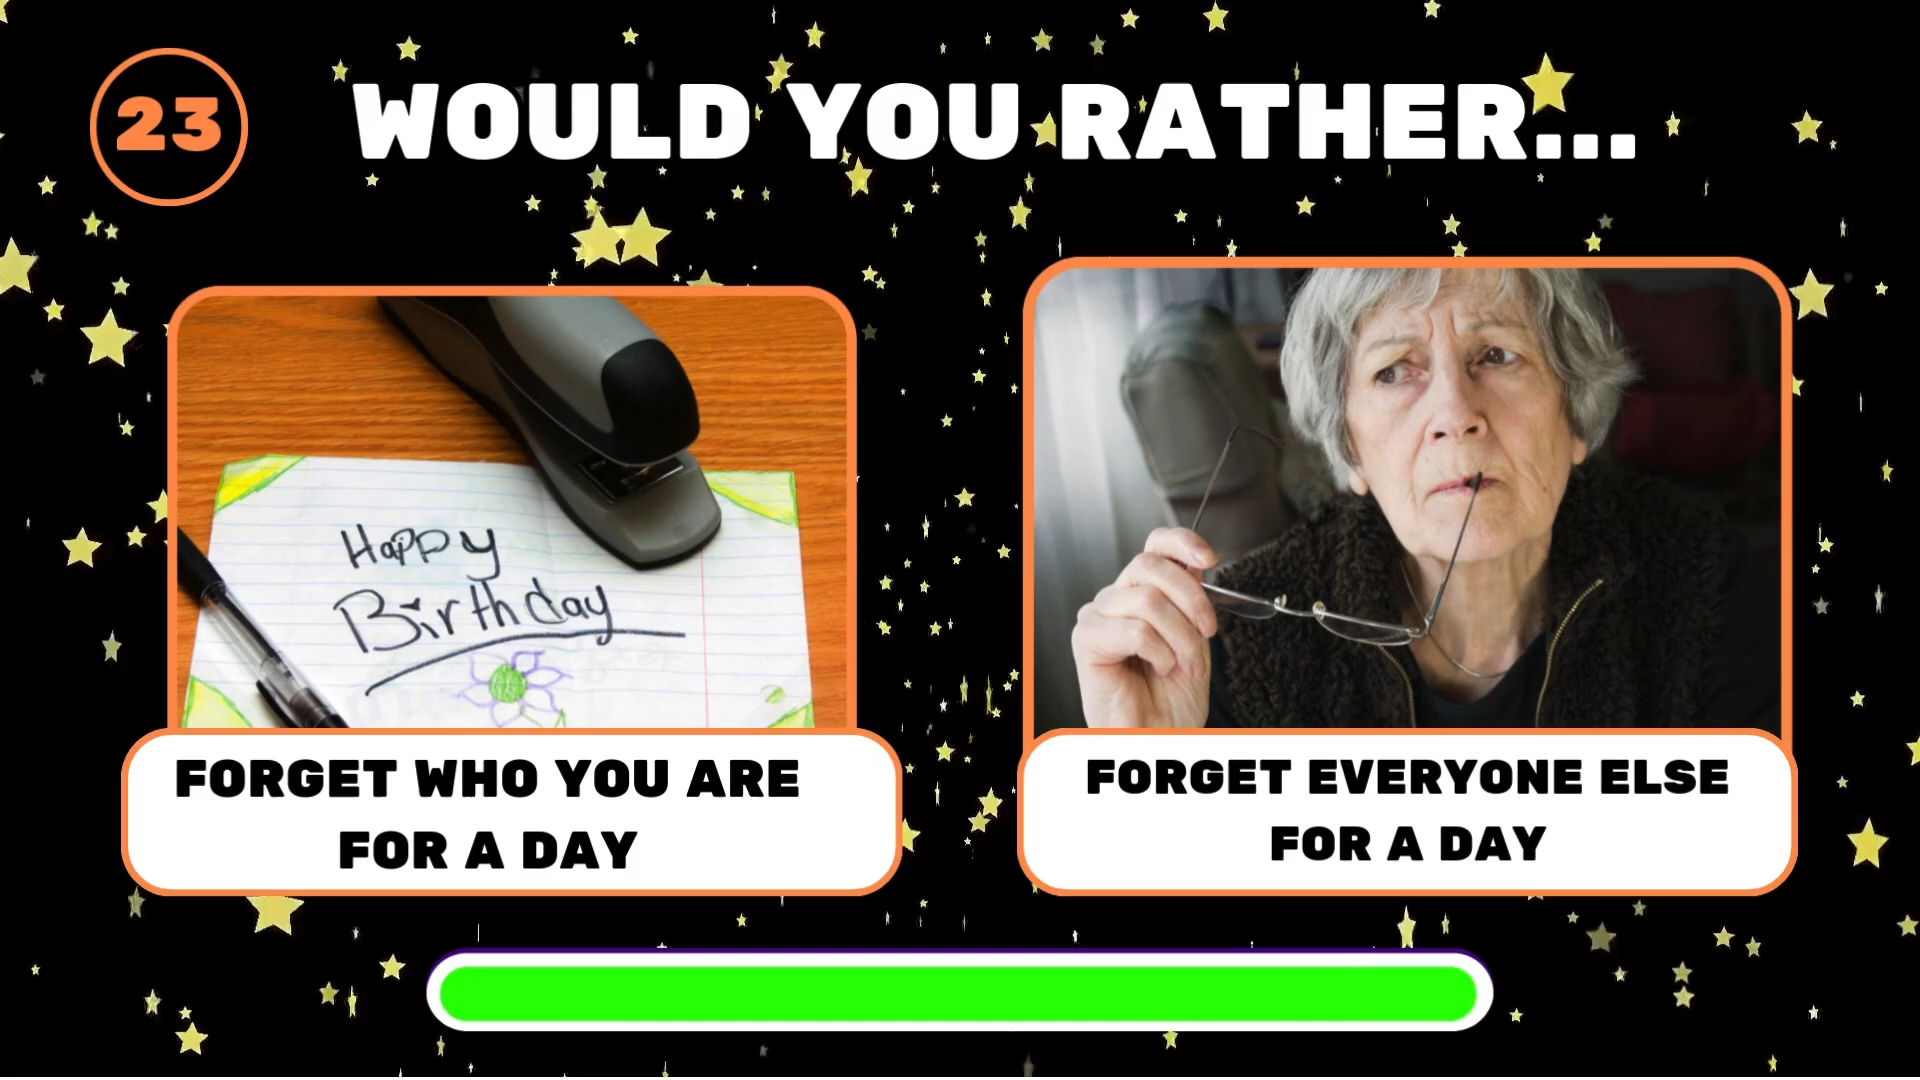 23
WOULD YOU RATHER...
Happy
Birthday
FORGET WHO YOU ARE
FOR A DAY
FORGET EVERYONE ELSE
FOR A DAY